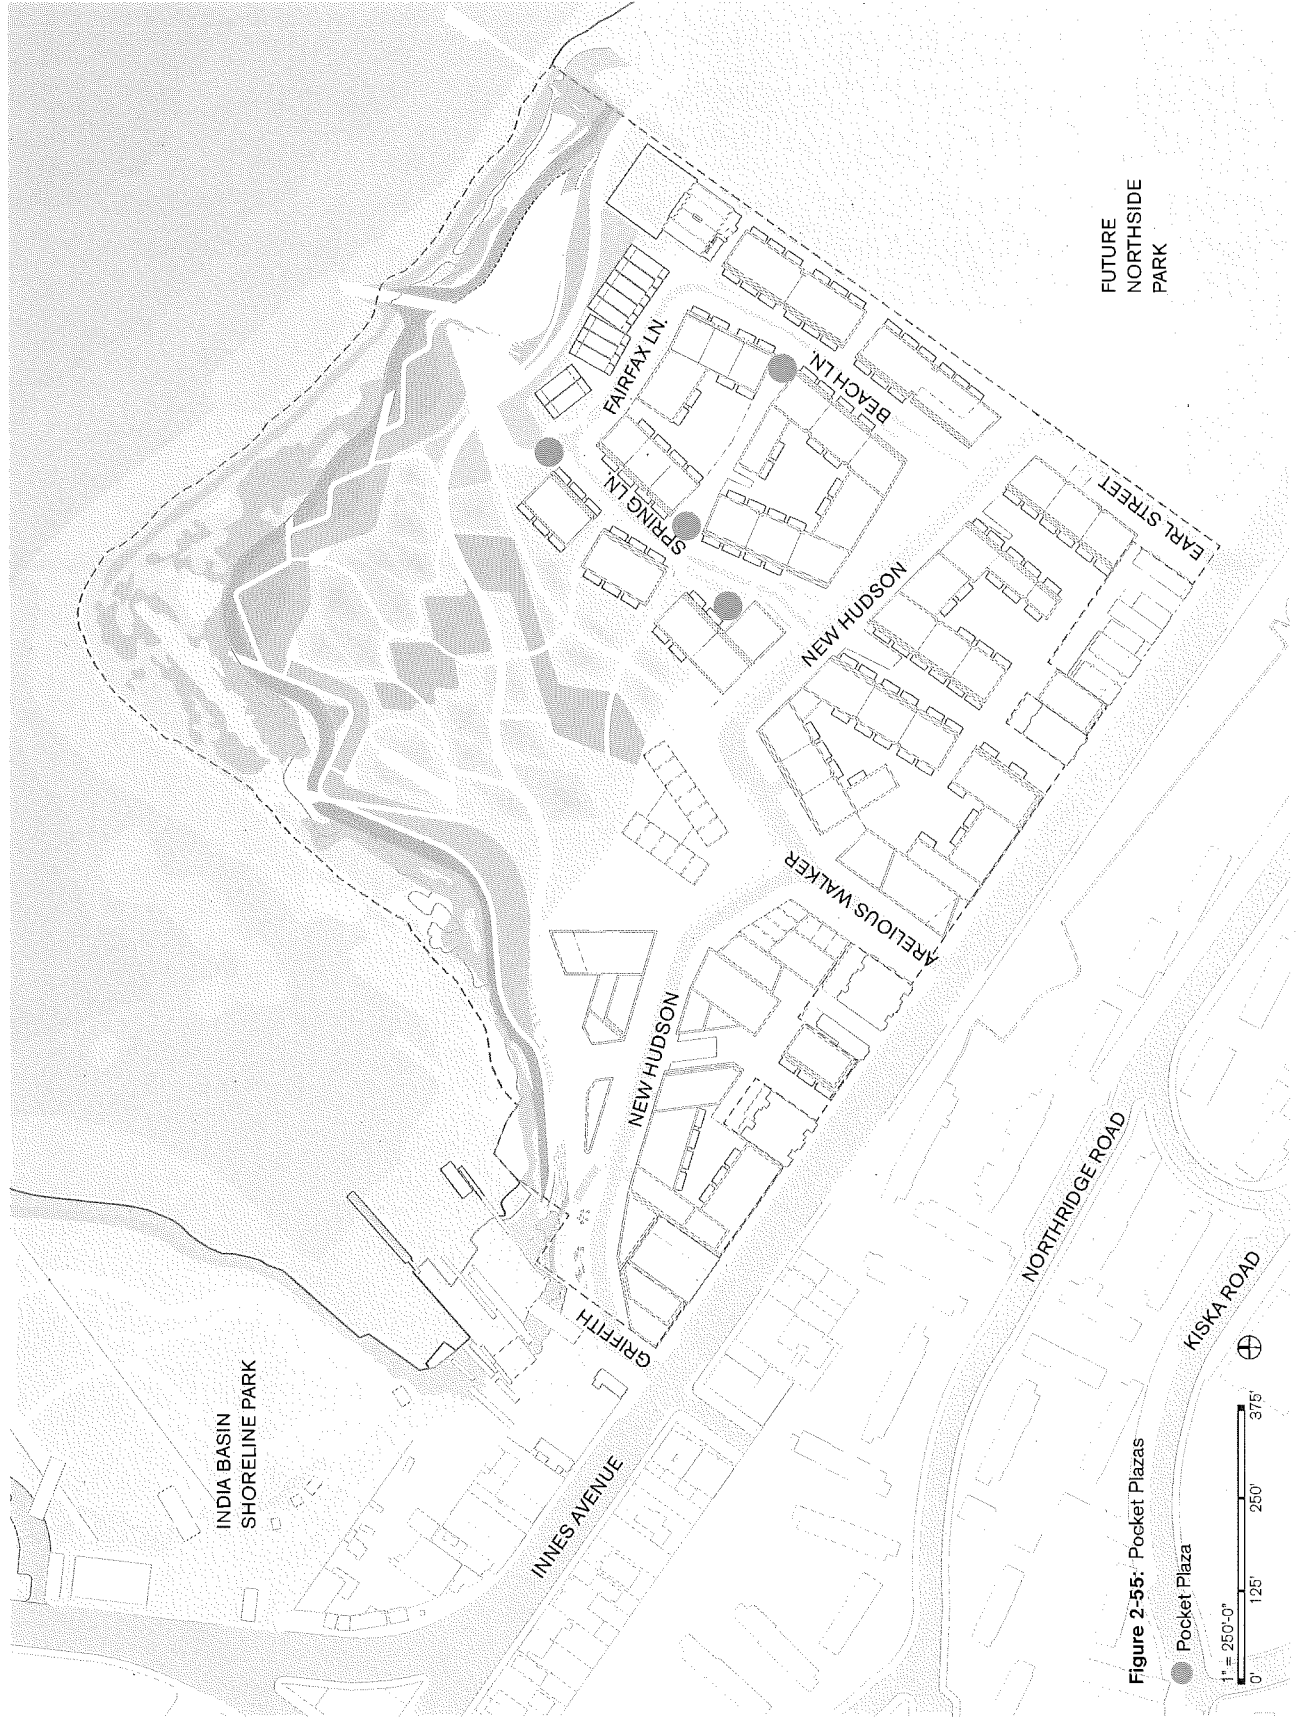 INDIA BASIN
SHORELINE PARK
FUTURE
NORTHSIDE
PARK
FAIRFAX LN.
BEACH LN.
SPRING LN.
NEW HUDSON
EARL STREET
ARELIOUS WALKER
NEW HUDSON
GRIFFITH
INNES AVENUE
NORTHRIDGE ROAD
KISKA ROAD
Figure 2-55: Pocket Plazas
Pocket Plaza
1" = 250'-0"
0' 125' 250' 375'